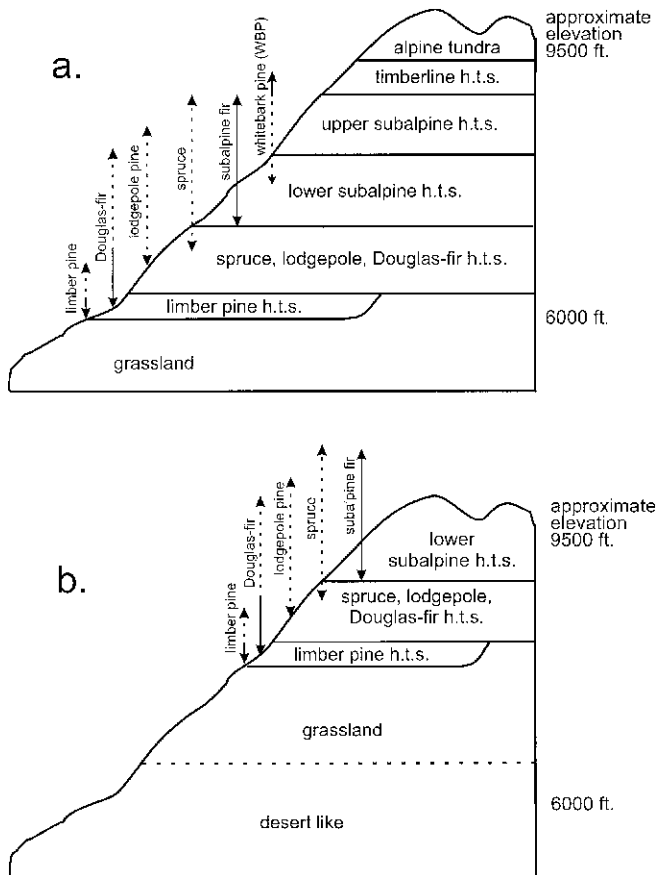 a.
approximate
elevation
9500 ft.
alpine tundra
timberline h.t.s.
upper subalpine h.t.s.
lower subalpine h.t.s.
spruce, lodgepole, Douglas-fir h.t.s.
limber pine h.t.s.
6000 ft.
grassland
limber pine
Douglas-fir
lodgepole pine
spruce
subalpine fir
whitebark pine (WBP)
b.
approximate
elevation
9500 ft.
lower
subalpine h.t.s.
spruce, lodgepole,
Douglas-fir h.t.s.
limber pine h.t.s.
grassland
6000 ft.
desert like
limber pine
Douglas-fir
lodgepole pine
spruce
subalpine fir